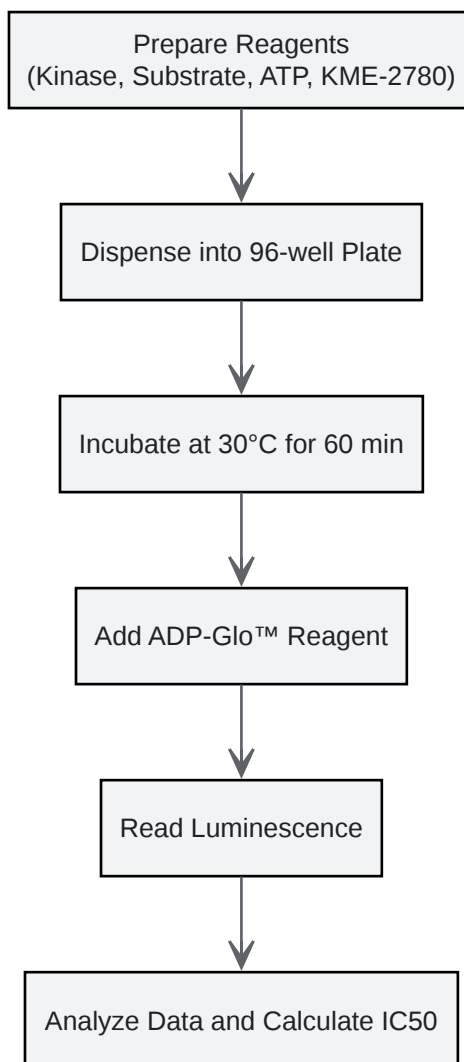 Prepare Reagents
(Kinase, Substrate, ATP, KME-2780)
Dispense into 96-well Plate
Incubate at 30°C for 60 min
Add ADP-Glo™ Reagent
Read Luminescence
Analyze Data and Calculate IC50